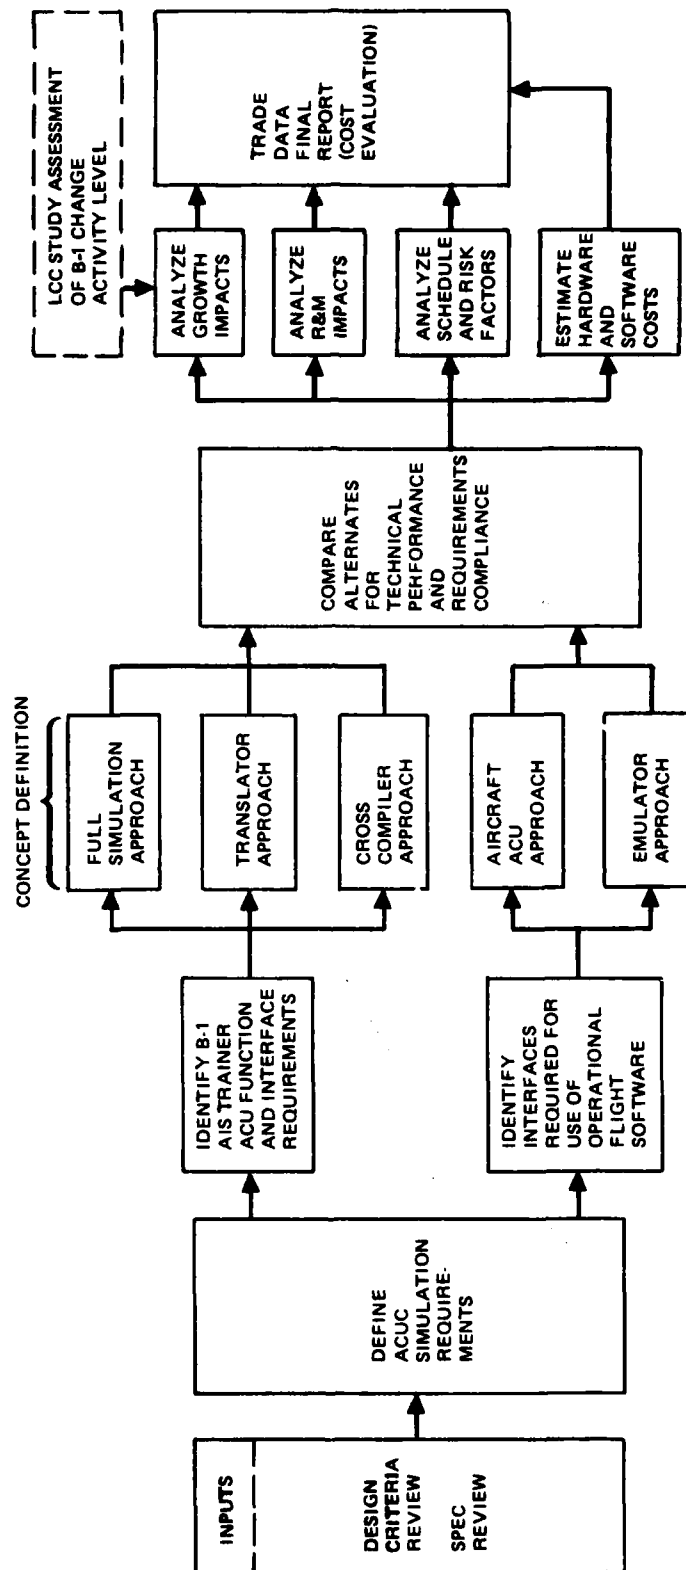 INPUTS
DESIGN
CRITERIA
REVIEW
SPEC
REVIEW
DEFINE
ACUC
SIMULATION
REQUIRE-
MENTS
IDENTIFY B-1
AIS TRAINER
ACU FUNCTION
AND INTERFACE
REQUIREMENTS
IDENTIFY
INTERFACES
REQUIRED FOR
USE OF
OPERATIONAL
FLIGHT
SOFTWARE
CONCEPT DEFINITION
FULL
SIMULATION
APPROACH
TRANSLATOR
APPROACH
CROSS
COMPILER
APPROACH
AIRCRAFT
ACU
APPROACH
EMULATOR
APPROACH
COMPARE
ALTERNATES
FOR
TECHNICAL
PERFORMANCE
AND
REQUIREMENTS
COMPLIANCE
LCC STUDY ASSESSMENT
OF B-1 CHANGE
ACTIVITY LEVEL
ANALYZE
GROWTH
IMPACTS
ANALYZE
R&M
IMPACTS
ANALYZE
SCHEDULE
AND RISK
FACTORS
ESTIMATE
HARDWARE
AND
SOFTWARE
COSTS
TRADE
DATA
FINAL
REPORT
(COST
EVALUATION)